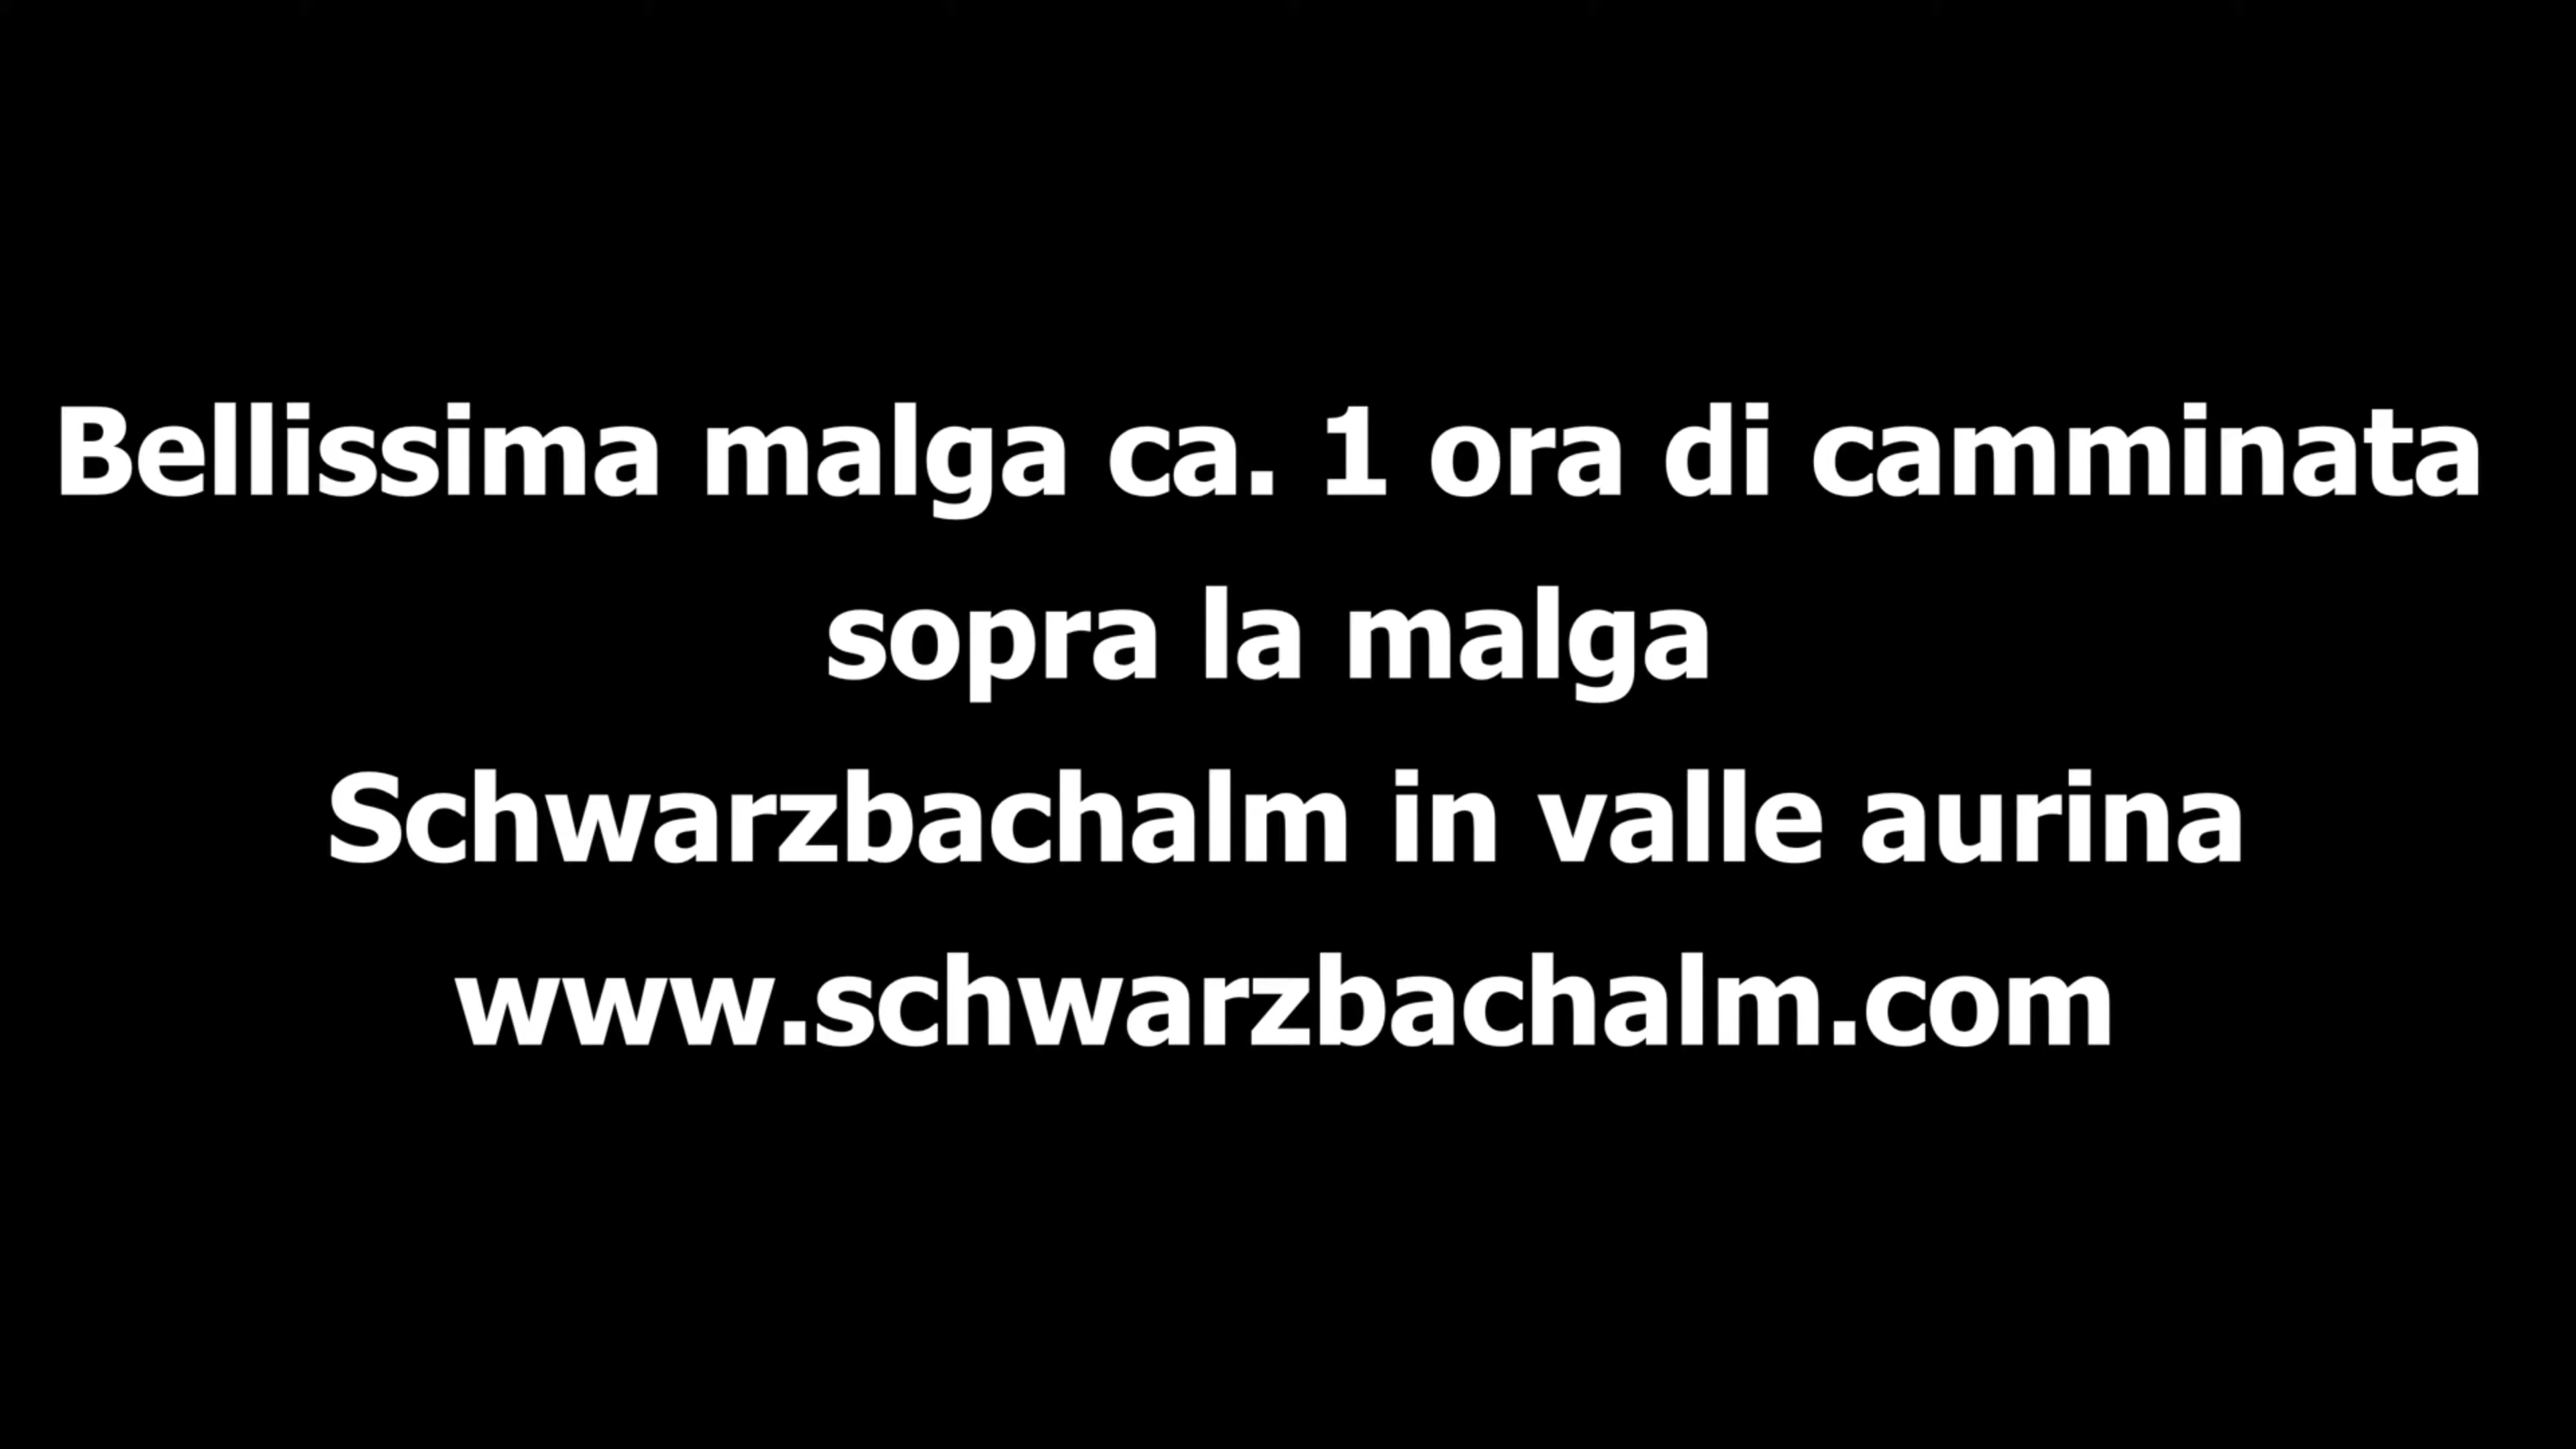 Bellissima malga ca. 1 ora di camminata
sopra la malga
Schwarzbachalm in valle aurina
www.schwarzbachalm.com